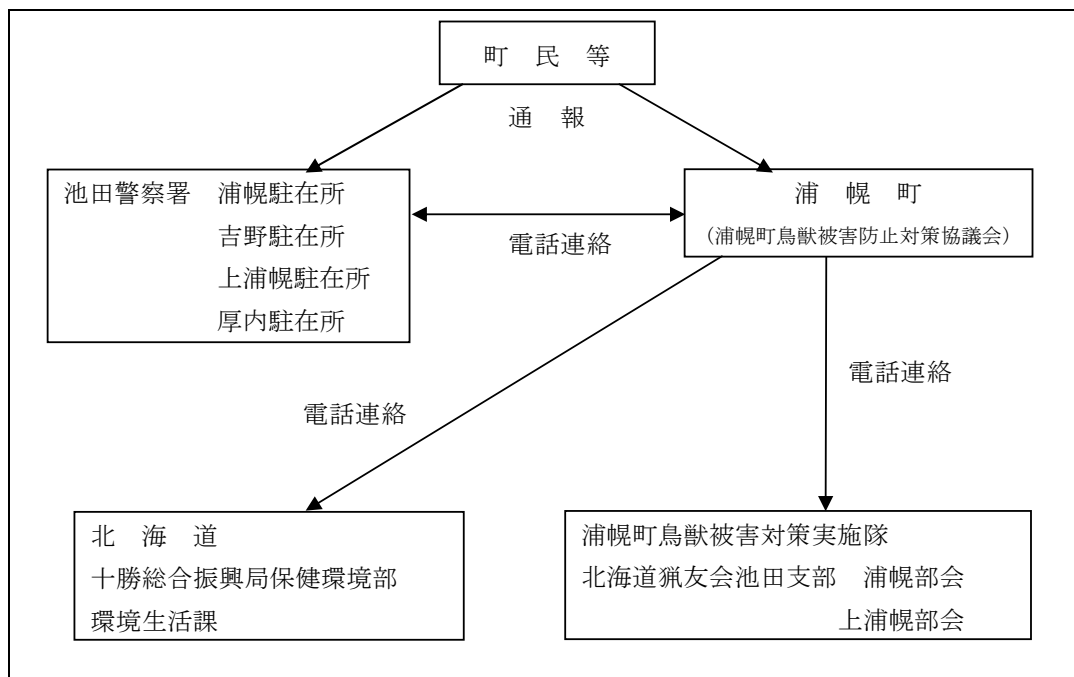 町　民　等
通　報
池田警察署　浦幌駐在所
吉野駐在所
上浦幌駐在所
厚内駐在所
電話連絡
浦　幌　町
（浦幌町鳥獣被害防止対策協議会）
電話連絡
電話連絡
北　海　道
十勝総合振興局保健環境部
環境生活課
浦幌町鳥獣被害対策実施隊
北海道猟友会池田支部　浦幌部会
上浦幌部会